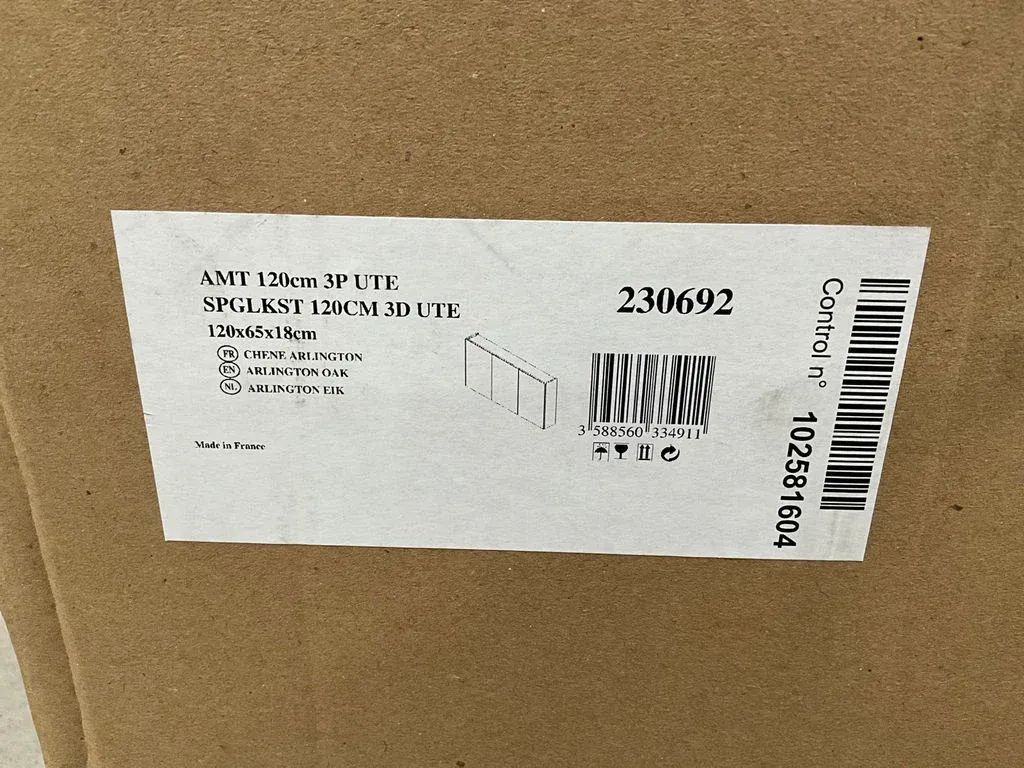 AMT 120cm 3P UTE
SPGLKST 120CM 3D UTE
120x65x18cm
FR CHENE ARLINGTON
EN ARLINGTON OAK
NL ARLINGTON EIK
Made in France
230692
3 588560 334911
Control n° 102581604